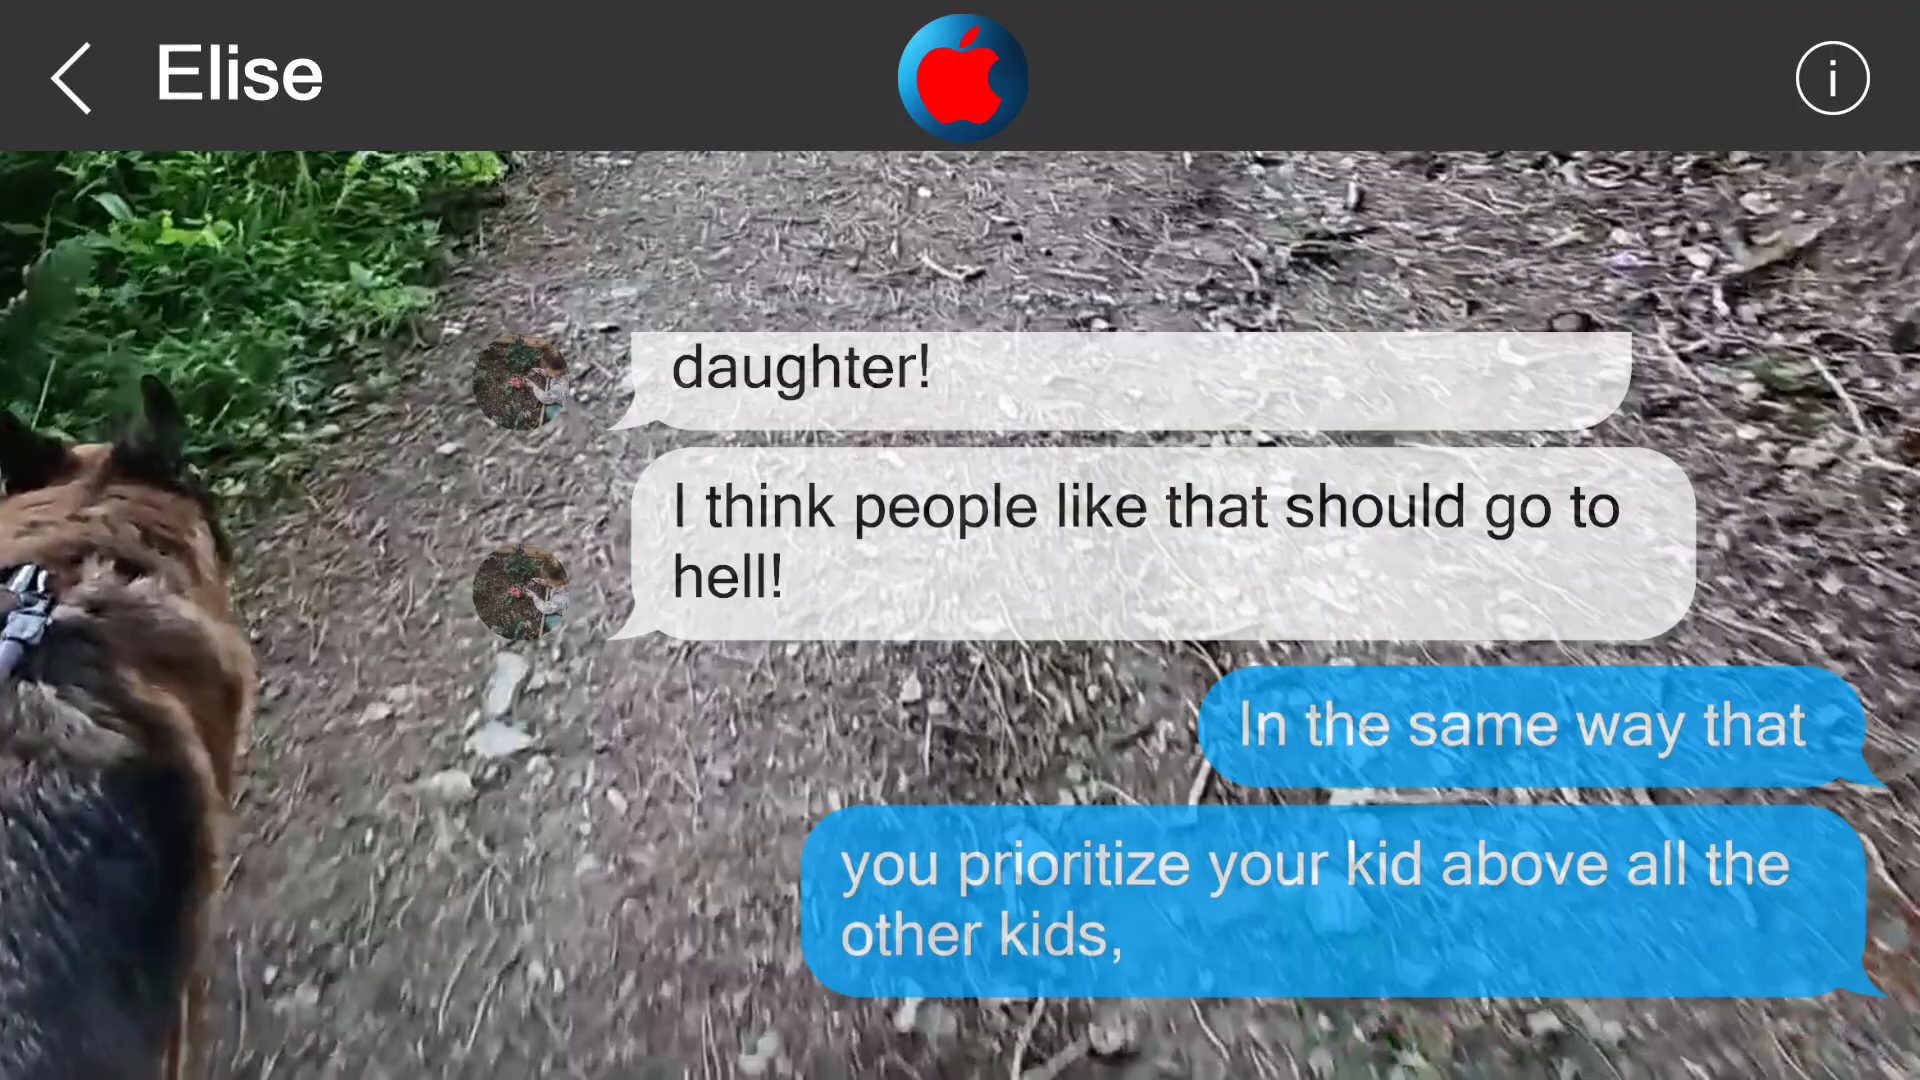 Elise
i
daughter!
I think people like that should go to
hell!
In the same way that
you prioritize your kid above all the
other kids,